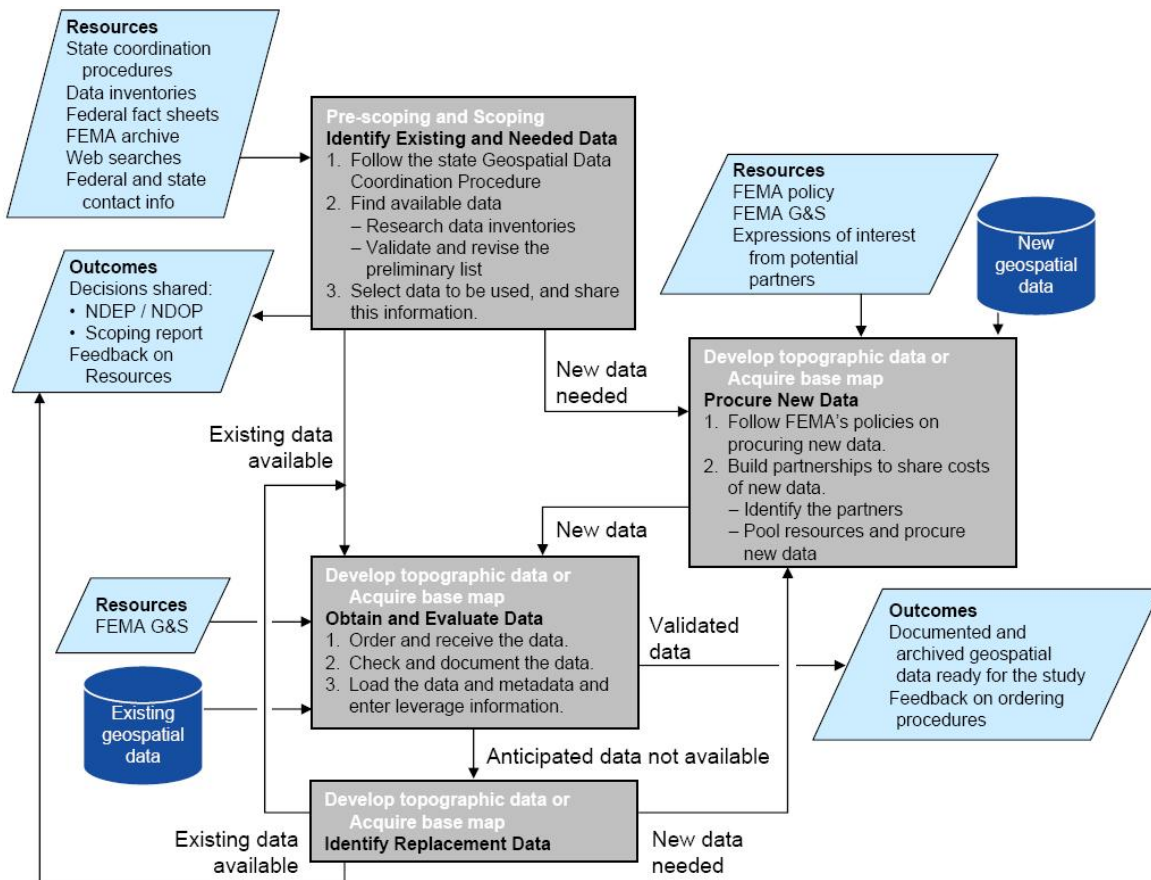 Resources
State coordination
procedures
Data inventories
Federal fact sheets
FEMA archive
Web searches
Federal and state
contact info
Pre-scoping and Scoping
Identify Existing and Needed Data
1. Follow the state Geospatial Data
Coordination Procedure
2. Find available data
– Research data inventories
– Validate and revise the
preliminary list
3. Select data to be used, and share
this information.
Resources
FEMA policy
FEMA G&S
Expressions of interest
from potential
partners
New
geospatial
data
Outcomes
Decisions shared:
• NDEP / NDOP
• Scoping report
Feedback on
Resources
New data
needed
Existing data
available
Develop topographic data or
Acquire base map
Procure New Data
1. Follow FEMA's policies on
procuring new data.
2. Build partnerships to share costs
of new data.
– Identify the partners
– Pool resources and procure
new data
New data
Resources
FEMA G&S
Existing
geospatial
data
Develop topographic data or
Acquire base map
Obtain and Evaluate Data
1. Order and receive the data.
2. Check and document the data.
3. Load the data and metadata and
enter leverage information.
Validated
data
Outcomes
Documented and
archived geospatial
data ready for the study
Feedback on ordering
procedures
Anticipated data not available
Develop topographic data or
Acquire base map
Identify Replacement Data
Existing data
available
New data
needed